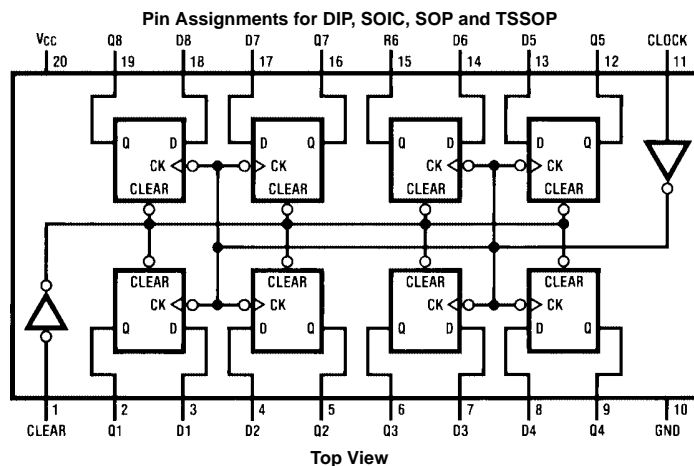 Pin Assignments for DIP, SOIC, SOP and TSSOP
VCC Q8 D8 D7 Q7 R6 D6 D5 Q5 CLOCK
20 19 18 17 16 15 14 13 12 11
Q D D Q Q D D Q
CK CK CK CK
CLEAR CLEAR CLEAR CLEAR
CLEAR CLEAR CLEAR CLEAR
CK CK CK CK
Q D D Q Q D D Q
1 2 3 4 5 6 7 8 9 10
CLEAR Q1 D1 D2 Q2 Q3 D3 D4 Q4 GND
Top View